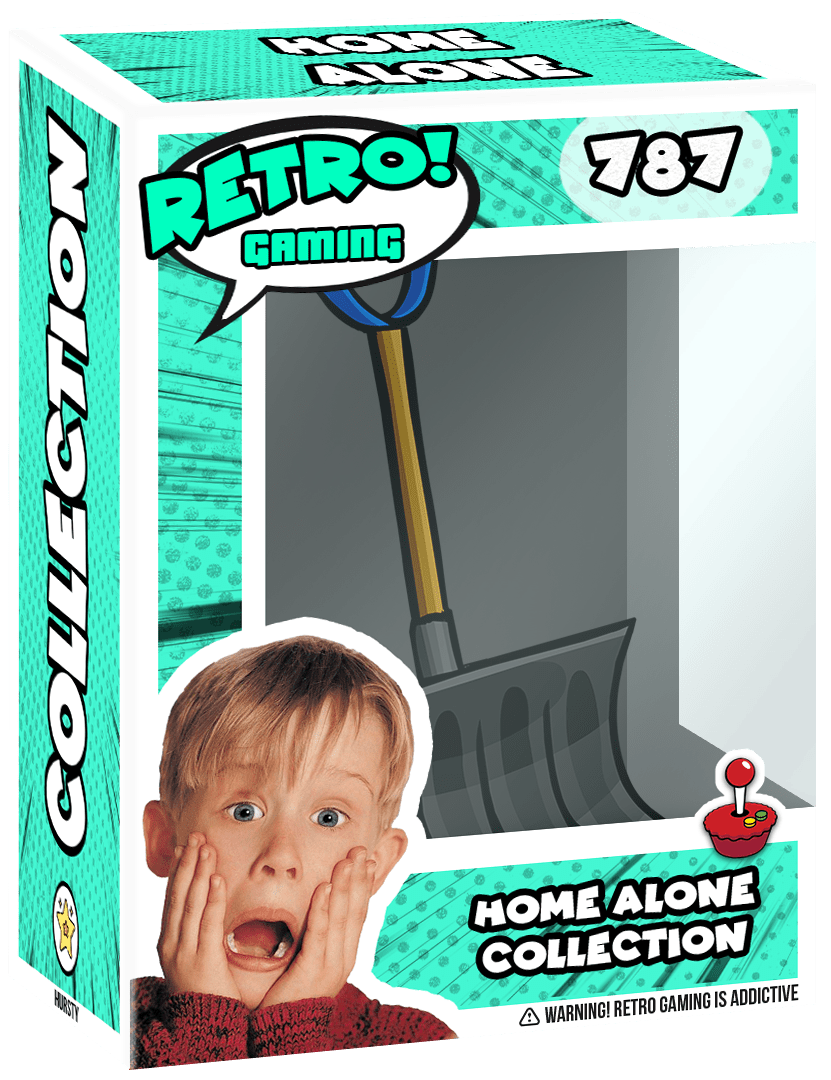 HOME
ALONE
RETRO!
GAMING
787
COLLECTION
HOME ALONE
COLLECTION
HURSTY
WARNING! RETRO GAMING IS ADDICTIVE